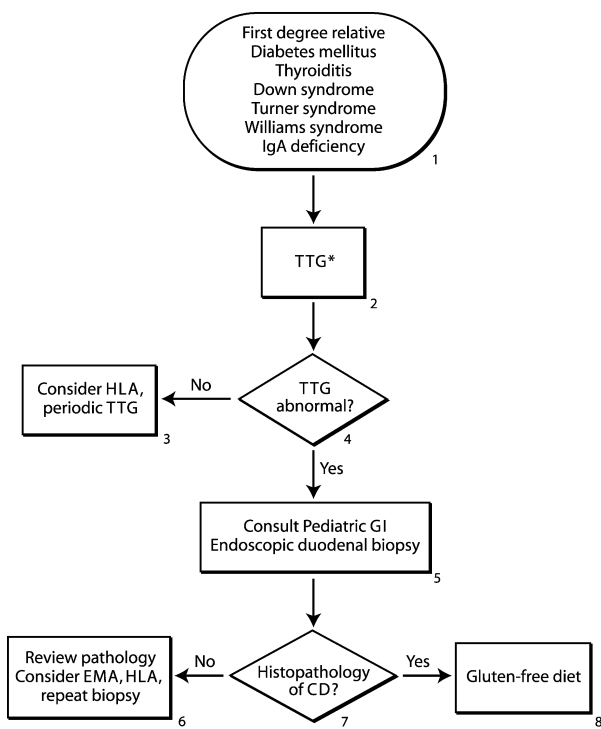 First degree relative
Diabetes mellitus
Thyroiditis
Down syndrome
Turner syndrome
Williams syndrome
IgA deficiency
1
TTG*
2
Consider HLA,
periodic TTG
3
No
TTG
abnormal?
4
Yes
Consult Pediatric GI
Endoscopic duodenal biopsy
5
Review pathology
Consider EMA, HLA,
repeat biopsy
6
No
Histopathology
of CD?
7
Yes
Gluten-free diet
8